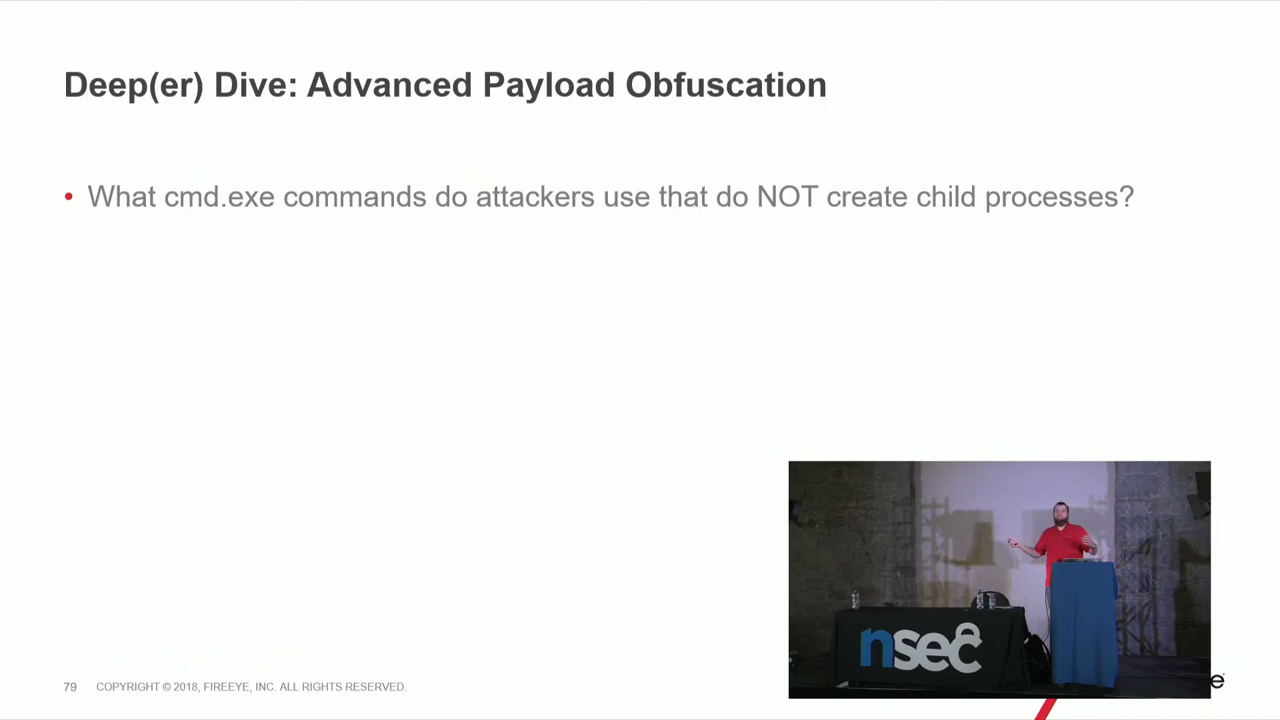 Deep(er) Dive: Advanced Payload Obfuscation
• What cmd.exe commands do attackers use that do NOT create child processes?
nsec
79 COPYRIGHT © 2018, FIREEYE, INC. ALL RIGHTS RESERVED.